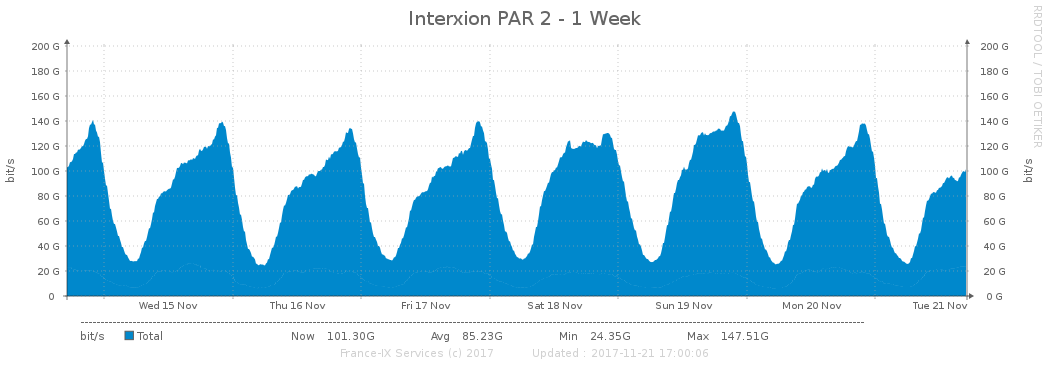 Interxion PAR 2 - 1 Week
RRDTOOL / TOBI OETIKER
bit/s
bit/s
200 G 200 G
180 G 180 G
160 G 160 G
140 G 140 G
120 G 120 G
100 G 100 G
80 G 80 G
60 G 60 G
40 G 40 G
20 G 20 G
0 0 G
Wed 15 Nov Thu 16 Nov Fri 17 Nov Sat 18 Nov Sun 19 Nov Mon 20 Nov Tue 21 Nov
bit/s Total Now 101.30G Avg 85.23G Min 24.35G Max 147.51G
France-IX Services (c) 2017 Updated : 2017-11-21 17:00:06